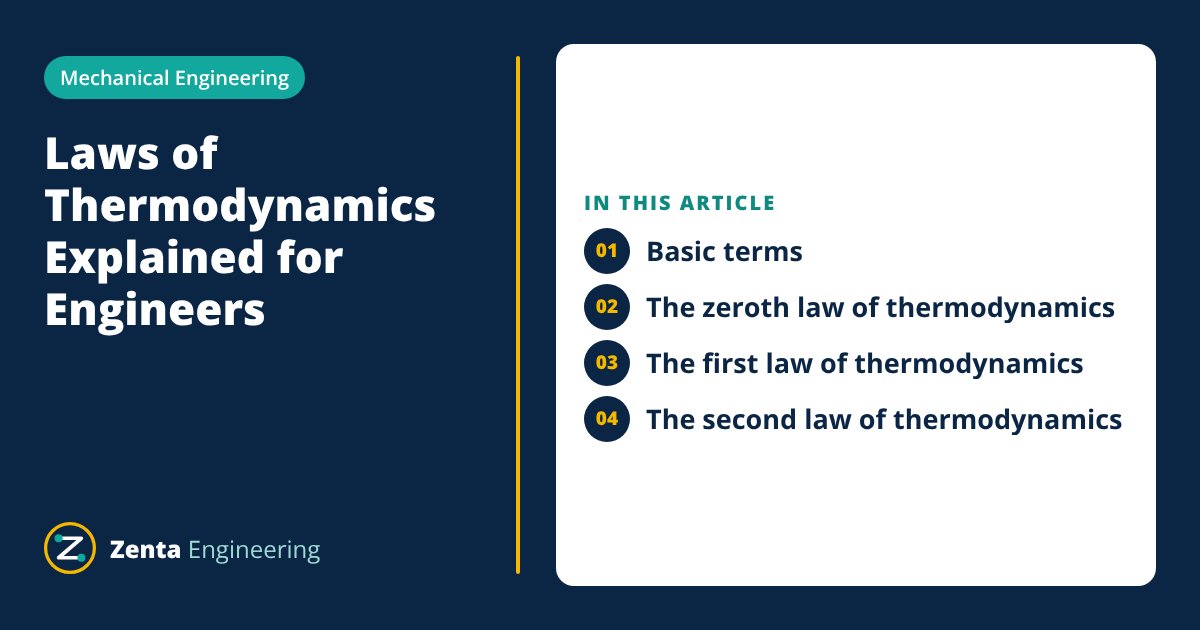 Mechanical Engineering
Laws of
Thermodynamics
Explained for
Engineers
Zenta Engineering
IN THIS ARTICLE
01 Basic terms
02 The zeroth law of thermodynamics
03 The first law of thermodynamics
04 The second law of thermodynamics